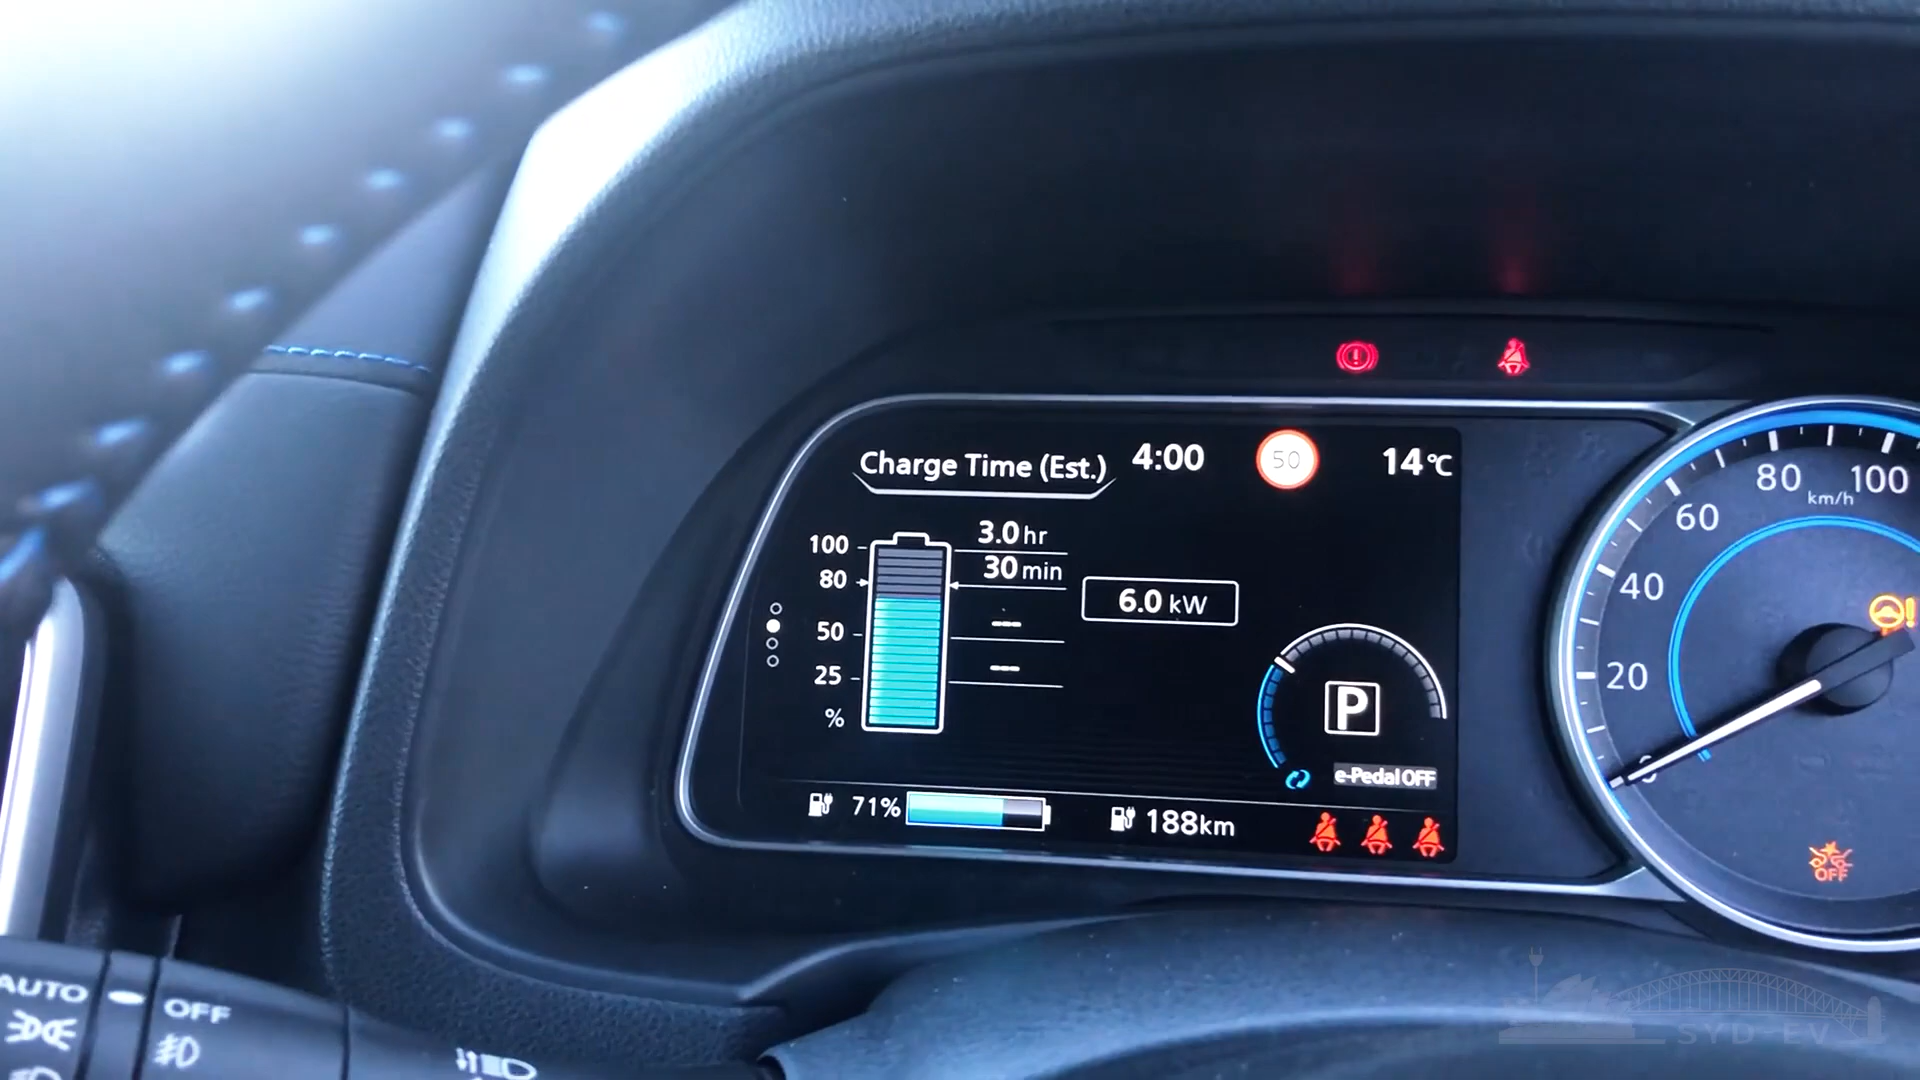 Charge Time (Est.) 4:00 50 14°C
100 3.0 hr
80 30 min
6.0 kW
50 ---
25 ---
%
P
e-Pedal OFF
71% 188km
100
80
km/h
60
40
20
0
OFF
AUTO OFF
SYD EV